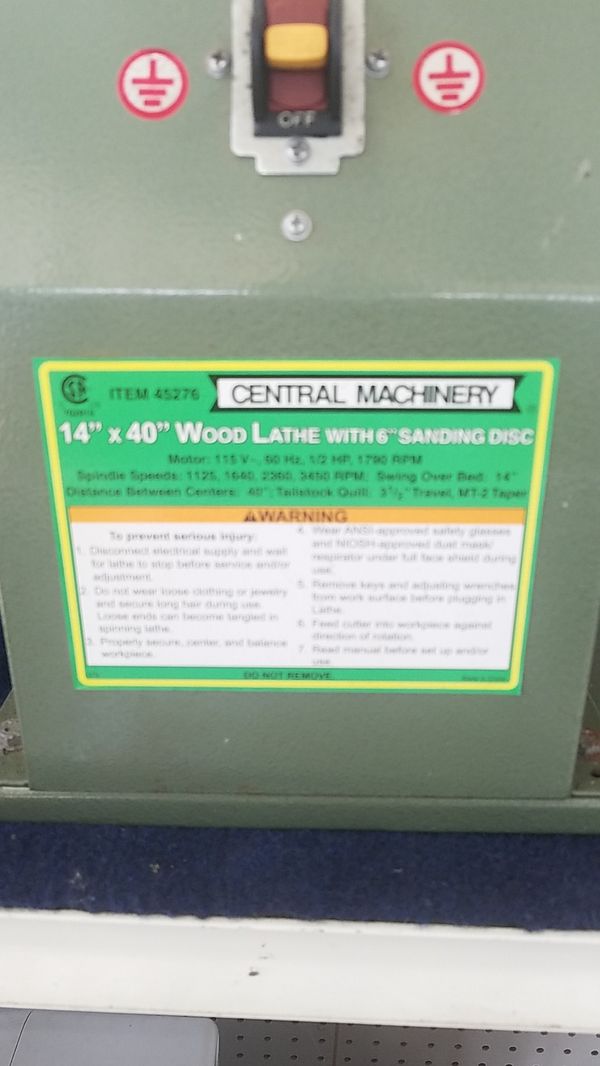 OFF
ITEM 45276 CENTRAL MACHINERY
14" x 40" WOOD LATHE WITH 6" SANDING DISC
Motor: 115 V~, 60 Hz, 1/2 HP, 1790 RPM
Spindle Speeds: 1125, 1640, 2360, 3450 RPM; Swing Over Bed: 14"
Distance Between Centers: 40"; Tailstock Quill: 3 1/2" Travel, MT-2 Taper
WARNING
To prevent serious injury:
1. Disconnect electrical supply and wait
for lathe to stop before service and/or
adjustment.
2. Do not wear loose clothing or jewelry
and secure long hair during use.
Loose ends can become tangled in
spinning lathe.
3. Properly secure, center, and balance
workpiece.
4. Wear ANSI-approved safety glasses
and NIOSH-approved dust mask/
respirator under full face shield during
use.
5. Remove keys and adjusting wrenches
from work surface before plugging in
Lathe.
6. Feed cutter into workpiece against
direction of rotation.
7. Read manual before set up and/or
use.
DO NOT REMOVE.